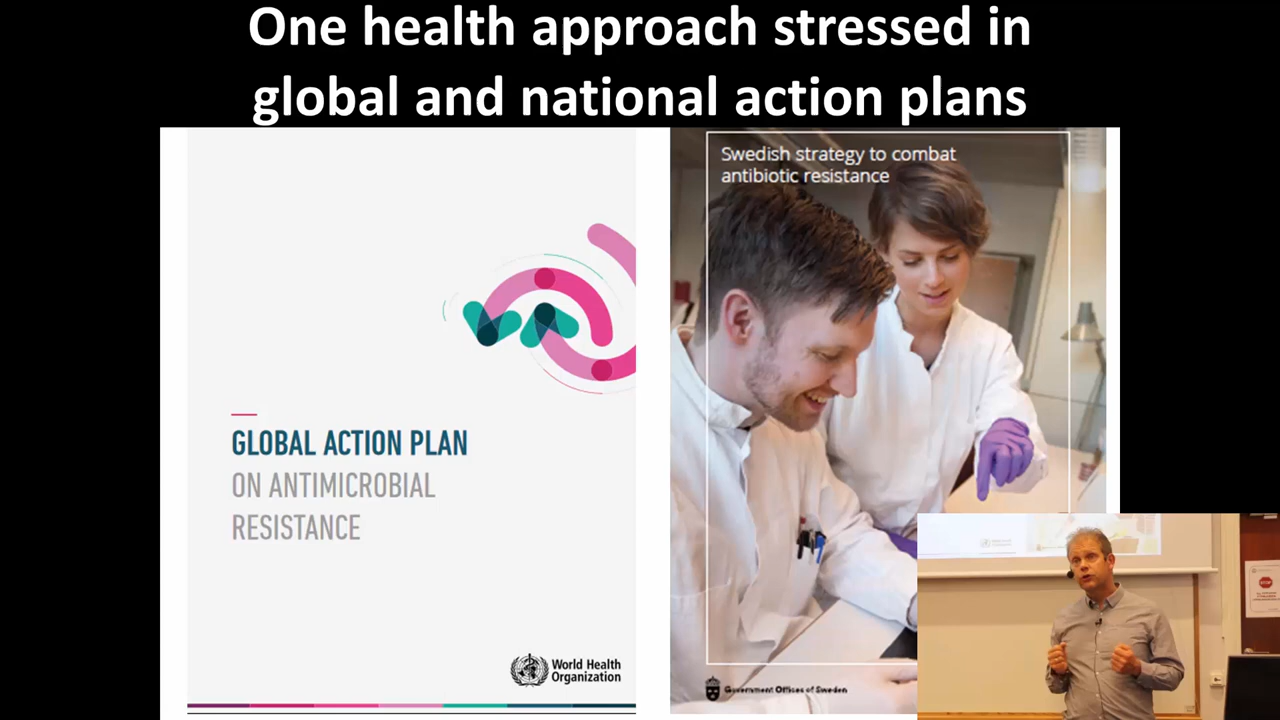 One health approach stressed in
global and national action plans
Swedish strategy to combat
antibiotic resistance
GLOBAL ACTION PLAN
ON ANTIMICROBIAL
RESISTANCE
World Health
Organization
Government Offices of Sweden
STOP